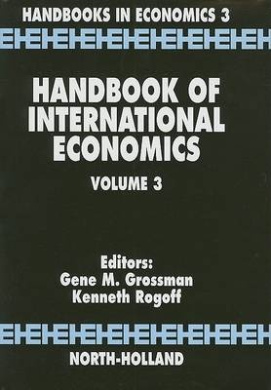 HANDBOOKS IN ECONOMICS 3
HANDBOOK OF
INTERNATIONAL
ECONOMICS
VOLUME 3
Editors:
Gene M. Grossman
Kenneth Rogoff
NORTH-HOLLAND